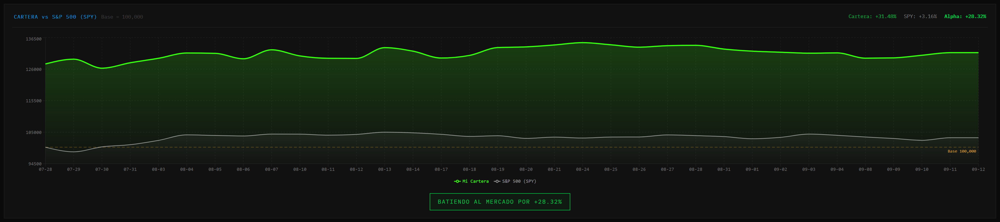 CARTERA vs S&P 500 (SPY) Base = 100,000
Cartera: +31.48% SPY: +3.16% Alpha: +28.32%
136500
126000
115500
105000
94500
Base 100,000
07-28 07-29 07-30 07-31 08-03 08-04 08-05 08-06 08-07 08-10 08-11 08-12 08-13 08-14 08-17 08-18 08-19 08-20 08-21 08-24 08-25 08-26 08-27 08-28 08-31 09-01 09-02 09-03 09-04 09-08 09-09 09-10 09-11 09-12
Mi Cartera S&P 500 (SPY)
BATIENDO AL MERCADO POR +28.32%